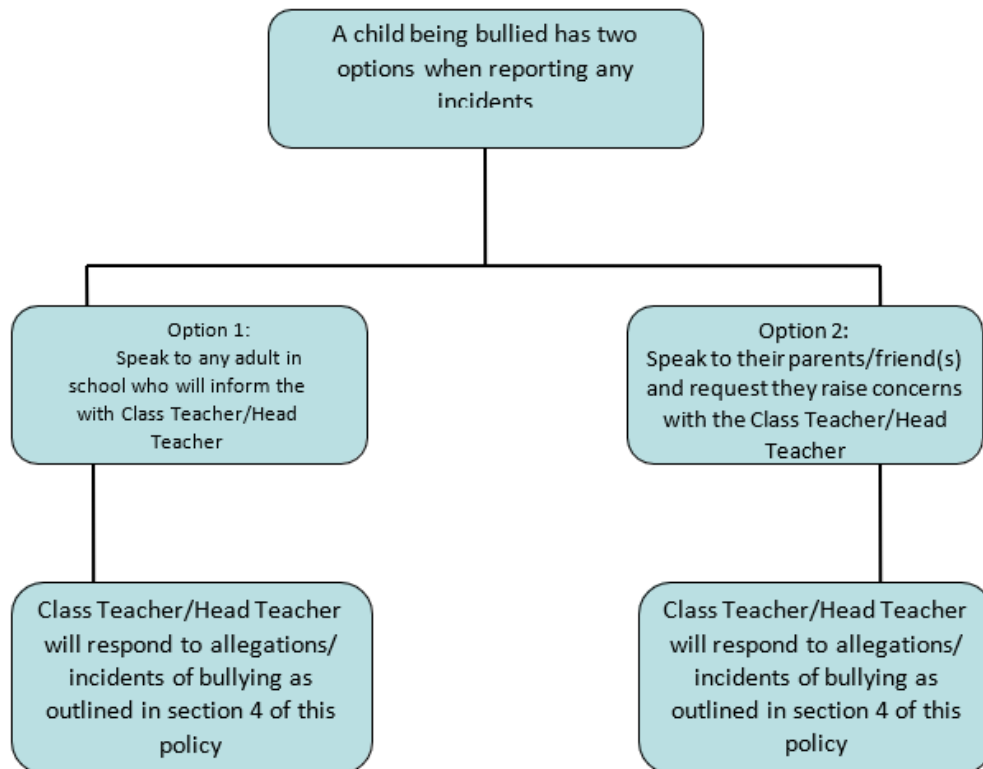 A child being bullied has two
options when reporting any
incidents
Option 1:
Speak to any adult in
school who will inform the
with Class Teacher/Head
Teacher
Option 2:
Speak to their parents/friend(s)
and request they raise concerns
with the Class Teacher/Head
Teacher
Class Teacher/Head Teacher
will respond to allegations/
incidents of bullying as
outlined in section 4 of this
policy
Class Teacher/Head Teacher
will respond to allegations/
incidents of bullying as
outlined in section 4 of this
policy